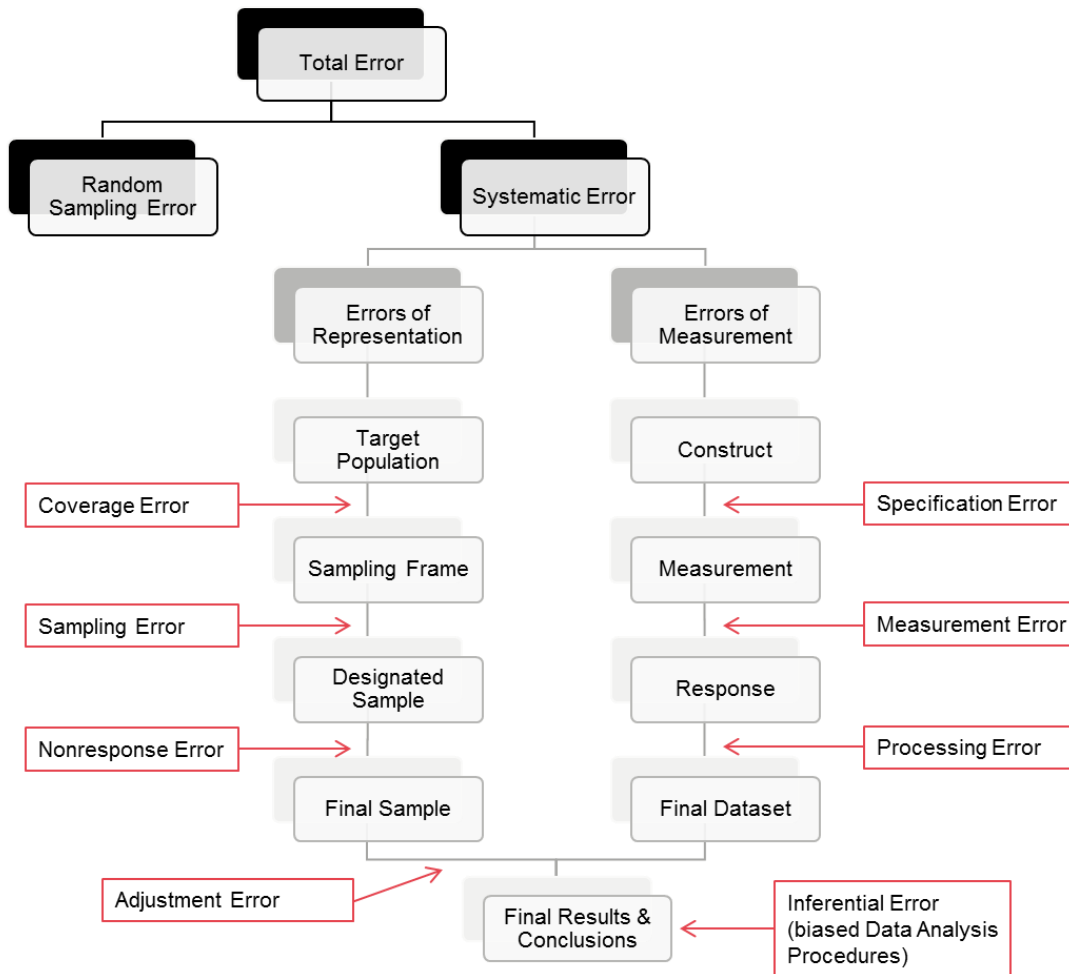 Total Error
Random
Sampling Error
Systematic Error
Errors of
Representation
Errors of
Measurement
Target
Population
Construct
Coverage Error
Specification Error
Sampling Frame
Measurement
Sampling Error
Measurement Error
Designated
Sample
Response
Nonresponse Error
Processing Error
Final Sample
Final Dataset
Adjustment Error
Final Results &
Conclusions
Inferential Error
(biased Data Analysis
Procedures)